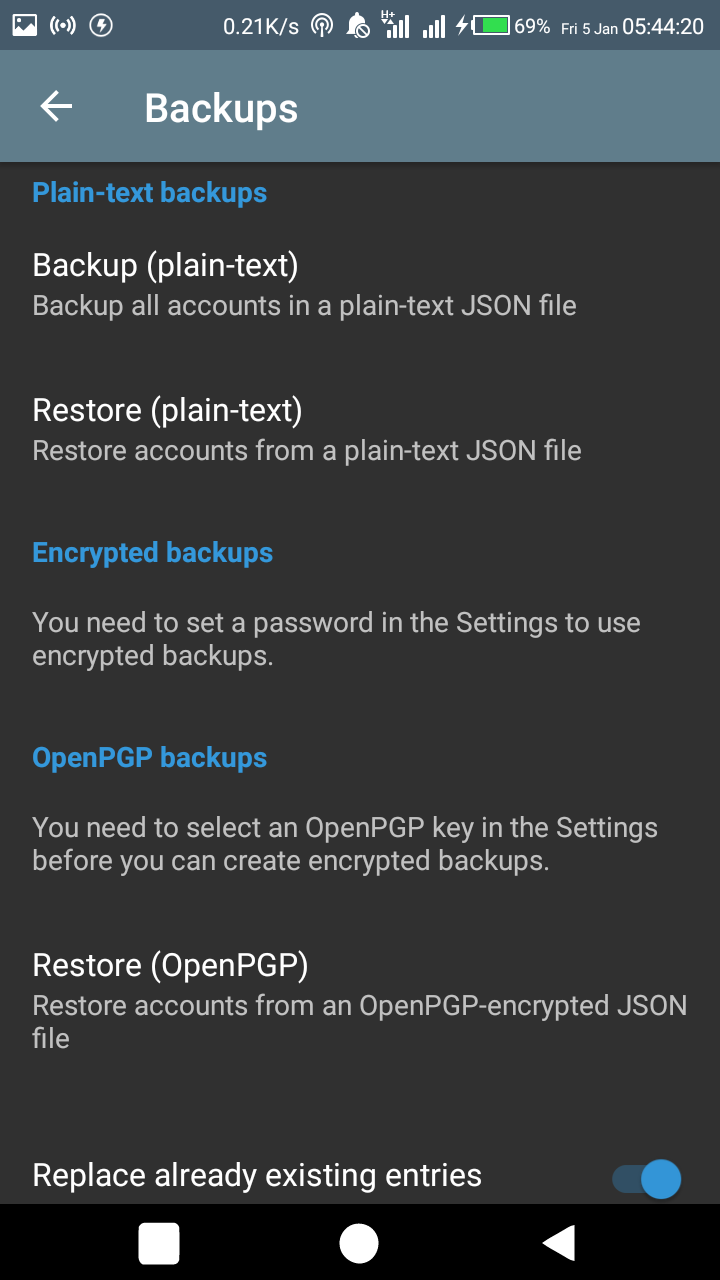 0.21K/s H+ 69% Fri 5 Jan 05:44:20
Backups
Plain-text backups
Backup (plain-text)
Backup all accounts in a plain-text JSON file
Restore (plain-text)
Restore accounts from a plain-text JSON file
Encrypted backups
You need to set a password in the Settings to use
encrypted backups.
OpenPGP backups
You need to select an OpenPGP key in the Settings
before you can create encrypted backups.
Restore (OpenPGP)
Restore accounts from an OpenPGP-encrypted JSON
file
Replace already existing entries